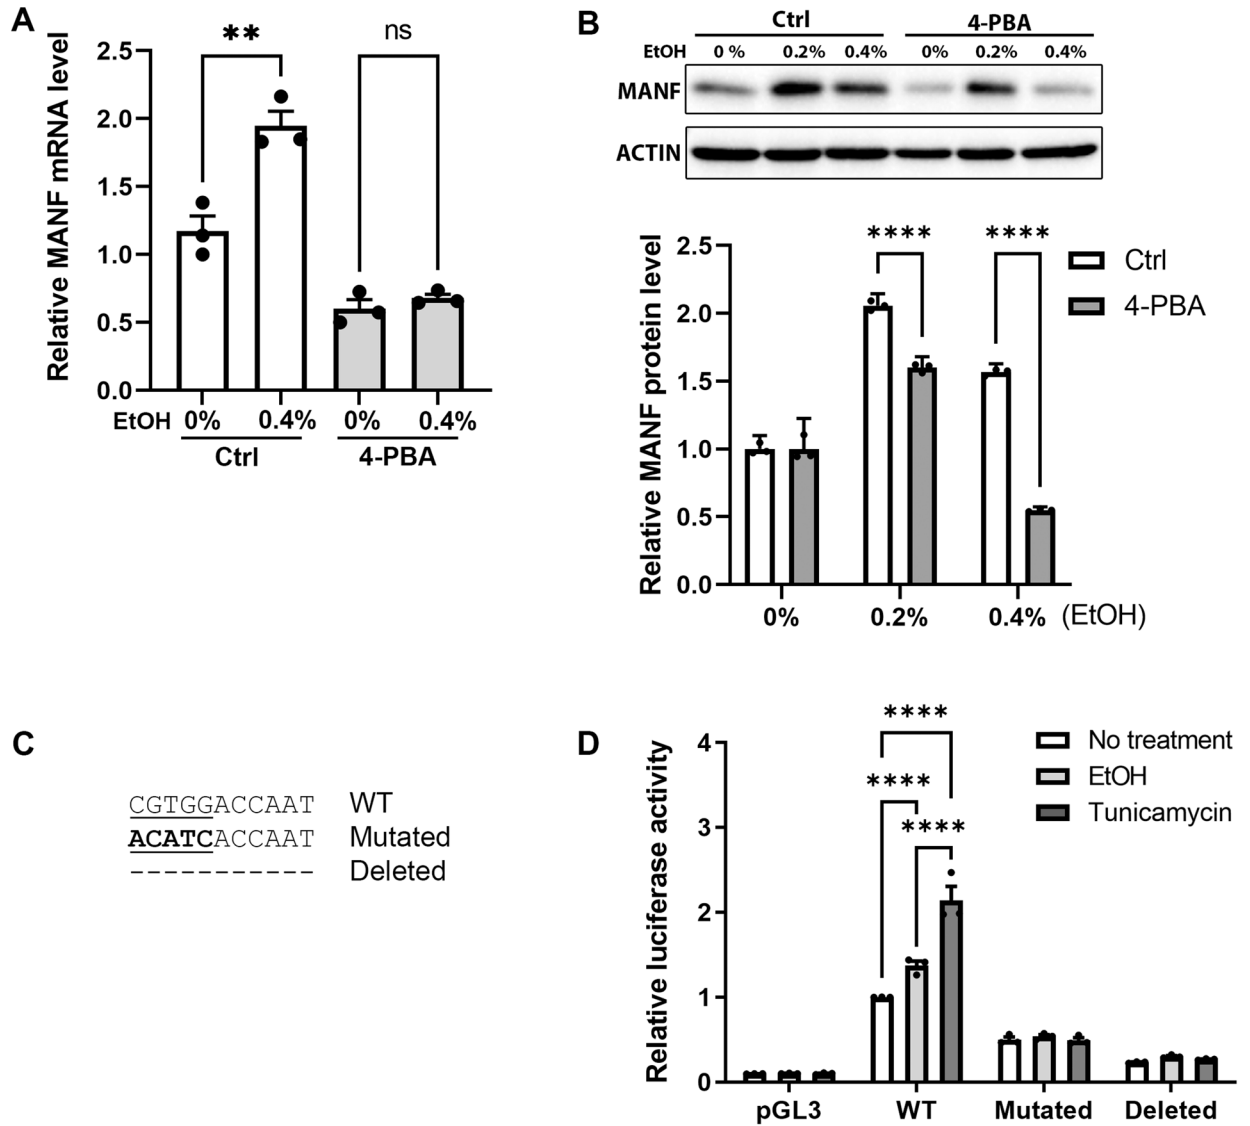 A
Relative MANF mRNA level
2.5
2.0
1.5
1.0
0.5
0.0
** ns
EtOH 0% 0.4% 0% 0.4%
Ctrl 4-PBA
B
Ctrl 4-PBA
EtOH 0 % 0.2% 0.4% 0% 0.2% 0.4%
MANF
ACTIN
Relative MANF protein level
2.5
2.0
1.5
1.0
0.5
0.0
**** ****
Ctrl
4-PBA
0% 0.2% 0.4% (EtOH)
C
CGTGGACCAAT WT
ACATCACCAAT Mutated
----------- Deleted
D
Relative luciferase activity
4
3
2
1
0
****
****
****
No treatment
EtOH
Tunicamycin
pGL3 WT Mutated Deleted